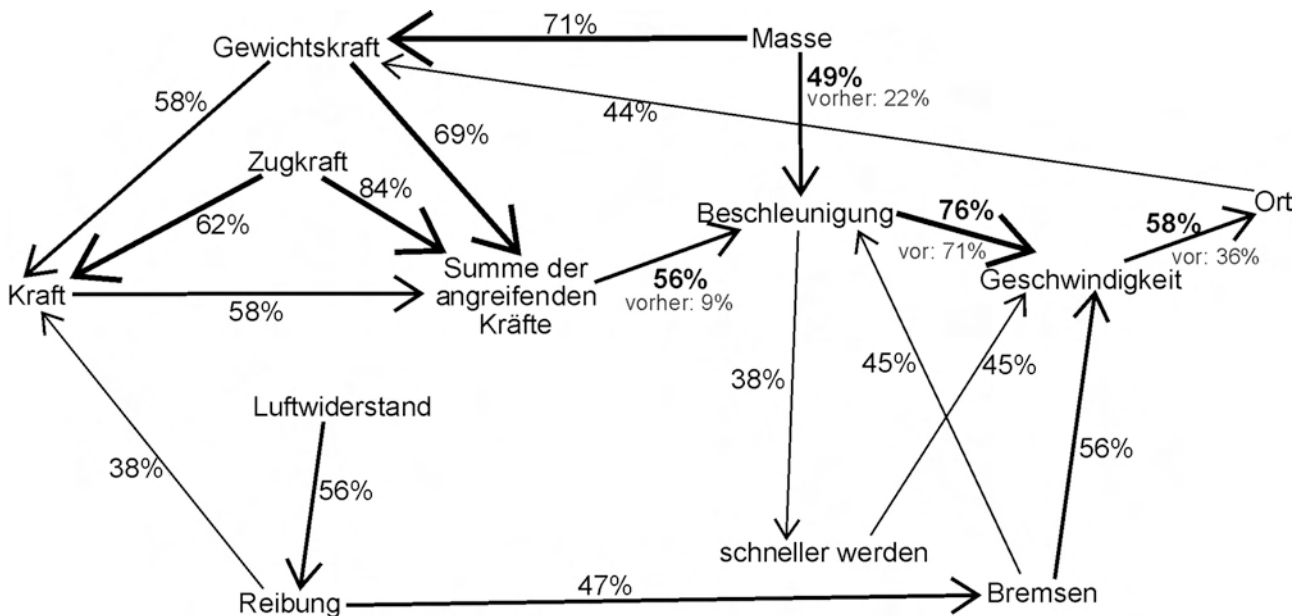 71%
Masse
Gewichtskraft
49%
vorher: 22%
58%
44%
69%
Zugkraft
84%
Ort
62%
Beschleunigung
76%
58%
vor: 71%
vor: 36%
Summe der
angreifenden
Kräfte
Geschwindigkeit
Kraft
56%
vorher: 9%
58%
38%
45%
45%
Luftwiderstand
38%
56%
56%
schneller werden
47%
Bremsen
Reibung